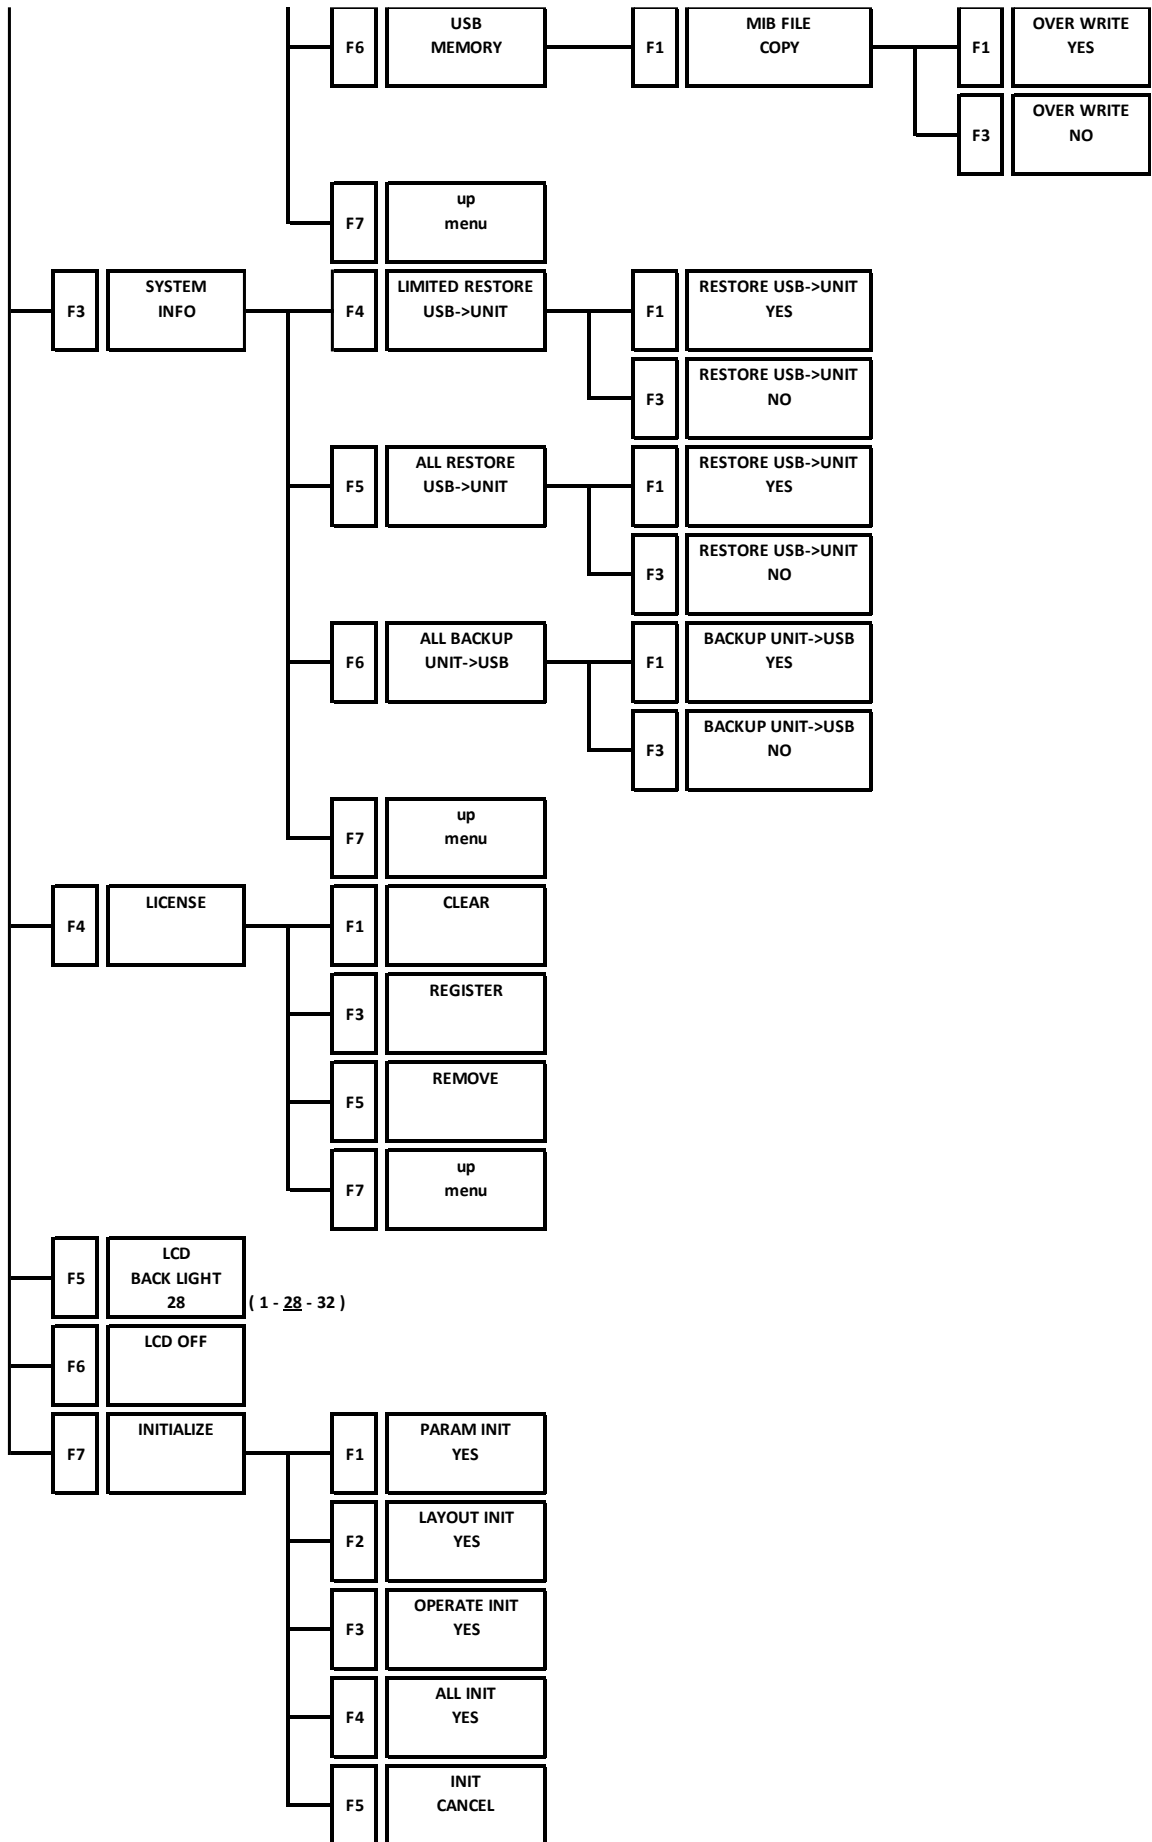 F6
USB
MEMORY
F1
MIB FILE
COPY
F1
OVER WRITE
YES
F3
OVER WRITE
NO
F7
up
menu
F3
SYSTEM
INFO
F4
LIMITED RESTORE
USB->UNIT
F1
RESTORE USB->UNIT
YES
F3
RESTORE USB->UNIT
NO
F5
ALL RESTORE
USB->UNIT
F1
RESTORE USB->UNIT
YES
F3
RESTORE USB->UNIT
NO
F6
ALL BACKUP
UNIT->USB
F1
BACKUP UNIT->USB
YES
F3
BACKUP UNIT->USB
NO
F7
up
menu
F4
LICENSE
F1
CLEAR
F3
REGISTER
F5
REMOVE
F7
up
menu
F5
LCD
BACK LIGHT
28
( 1 - 28 - 32 )
F6
LCD OFF
F7
INITIALIZE
F1
PARAM INIT
YES
F2
LAYOUT INIT
YES
F3
OPERATE INIT
YES
F4
ALL INIT
YES
F5
INIT
CANCEL